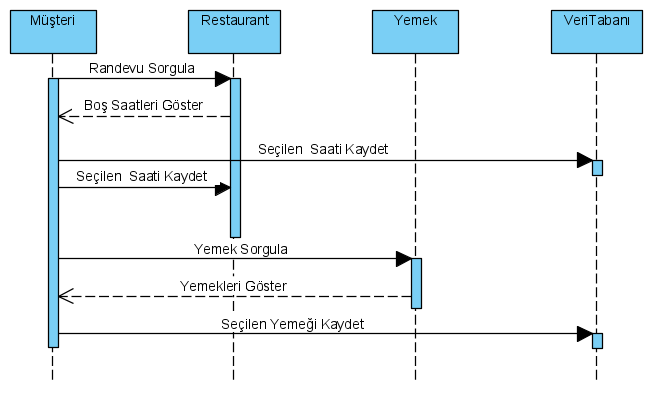 Müşteri
Restaurant
Yemek
VeriTabanı
Randevu Sorgula
Boş Saatleri Göster
Seçilen  Saati Kaydet
Seçilen  Saati Kaydet
Yemek Sorgula
Yemekleri Göster
Seçilen Yemeği Kaydet